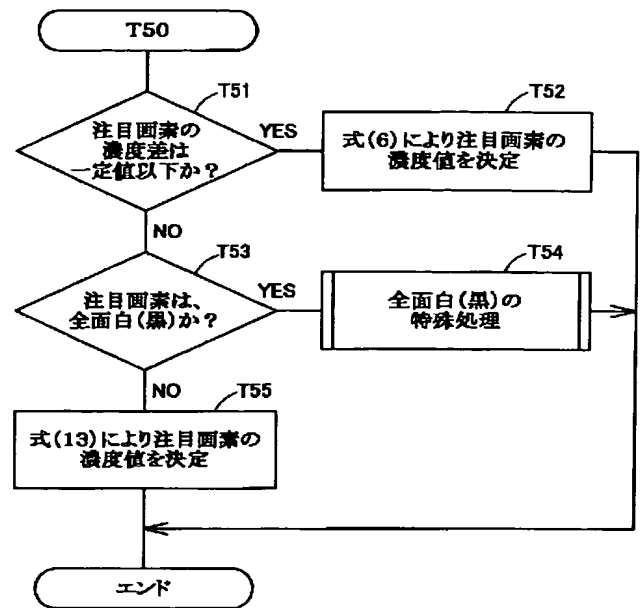 T50
T51
注目画素の
濃度差は
一定値以下か？
YES
T52
式(6)により注目画素の
濃度値を決定
NO
T53
注目画素は、
全面白(黒)か？
YES
T54
全面白(黒)の
特殊処理
NO
T55
式(13)により注目画素の
濃度値を決定
エンド